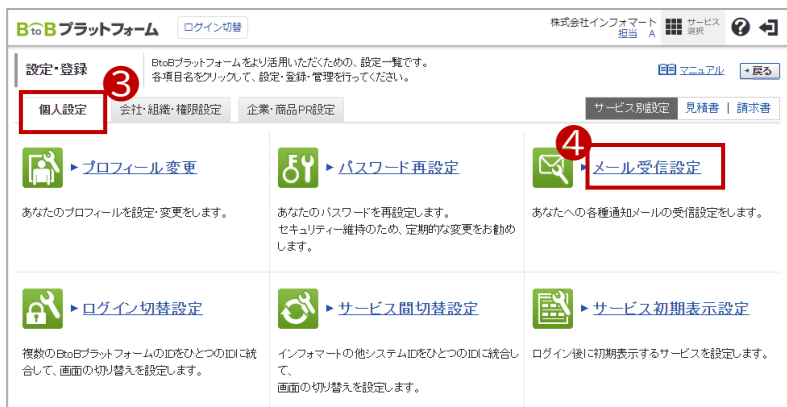 BtoBプラットフォーム ログイン切替 株式会社インフォマート サービス
担当 A 選択 ?
設定・登録 BtoBプラットフォームをより活用いただくための、設定一覧です。
各項目名をクリックして、設定・登録・管理を行ってください。 マニュアル 戻る
3
個人設定 会社・組織・権限設定 企業・商品PR設定 サービス別設定 見積書 | 請求書
4
プロフィール変更 パスワード再設定 メール受信設定
あなたのプロフィールを設定・変更をします。 あなたのパスワードを再設定します。 あなたへの各種通知メールの受信設定をします。
セキュリティー維持のため、定期的な変更をお勧め
します。
ログイン切替設定 サービス間切替設定 サービス初期表示設定
複数のBtoBプラットフォームのIDをひとつのIDに統 インフォマートの他システムIDをひとつのIDに統合し ログイン後に初期表示するサービスを設定します。
合して、画面の切り替えを設定します。 て、
画面の切り替えを設定します。